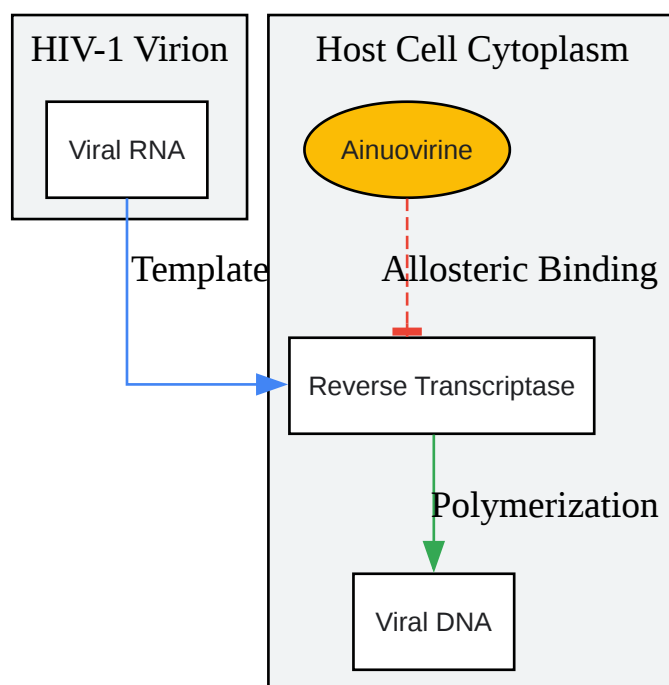 HIV-1 Virion
Host Cell Cytoplasm
Viral RNA
Ainuovirine
Template
Allosteric Binding
Reverse Transcriptase
Polymerization
Viral DNA